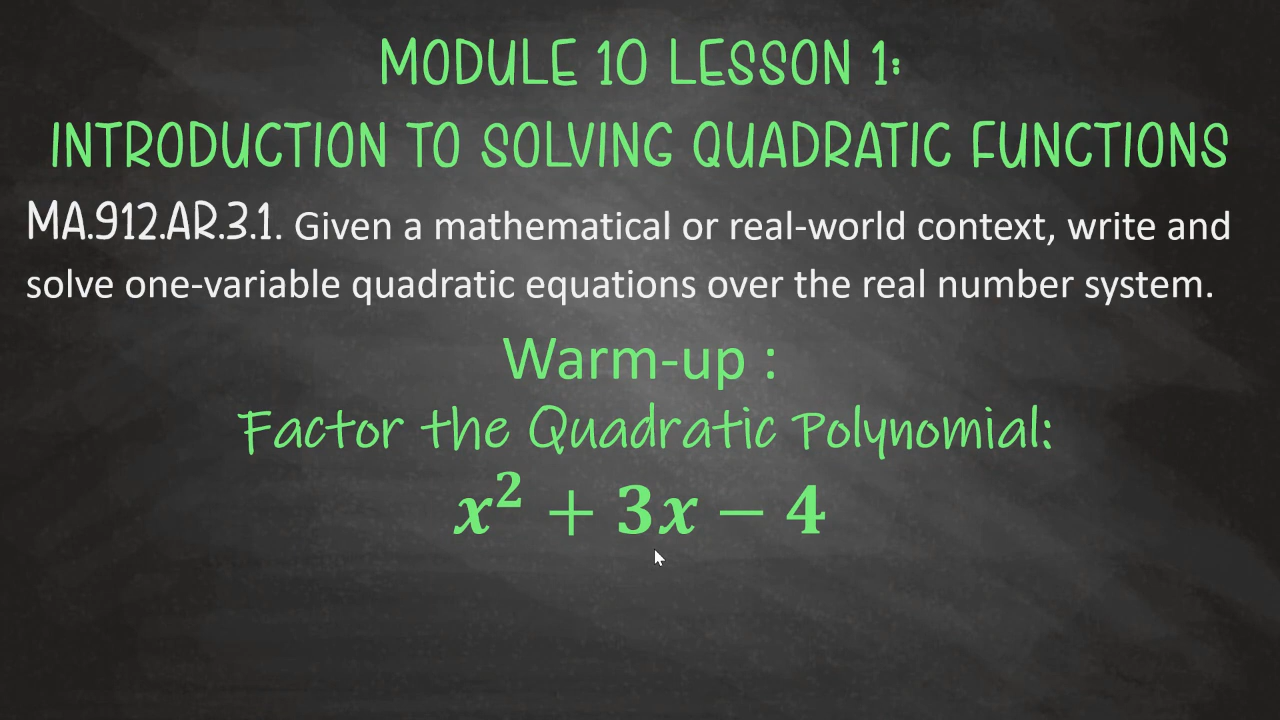 MODULE 10 LESSON 1:
INTRODUCTION TO SOLVING QUADRATIC FUNCTIONS
MA.912.AR.3.1. Given a mathematical or real-world context, write and
solve one-variable quadratic equations over the real number system.
Warm-up :
Factor the Quadratic Polynomial:
x² + 3x − 4